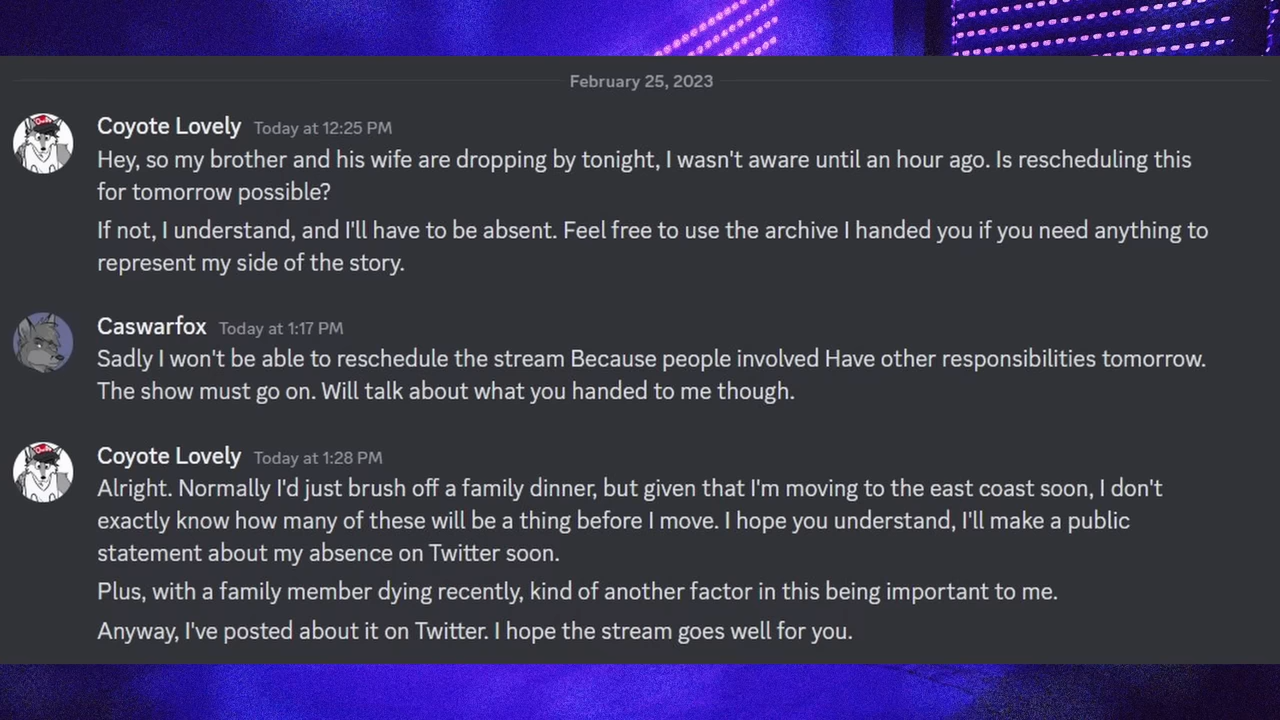 February 25, 2023
Coyote Lovely Today at 12:25 PM
Hey, so my brother and his wife are dropping by tonight, I wasn't aware until an hour ago. Is rescheduling this
for tomorrow possible?
If not, I understand, and I'll have to be absent. Feel free to use the archive I handed you if you need anything to
represent my side of the story.
Caswarfox Today at 1:17 PM
Sadly I won't be able to reschedule the stream Because people involved Have other responsibilities tomorrow.
The show must go on. Will talk about what you handed to me though.
Coyote Lovely Today at 1:28 PM
Alright. Normally I'd just brush off a family dinner, but given that I'm moving to the east coast soon, I don't
exactly know how many of these will be a thing before I move. I hope you understand, I'll make a public
statement about my absence on Twitter soon.
Plus, with a family member dying recently, kind of another factor in this being important to me.
Anyway, I've posted about it on Twitter. I hope the stream goes well for you.